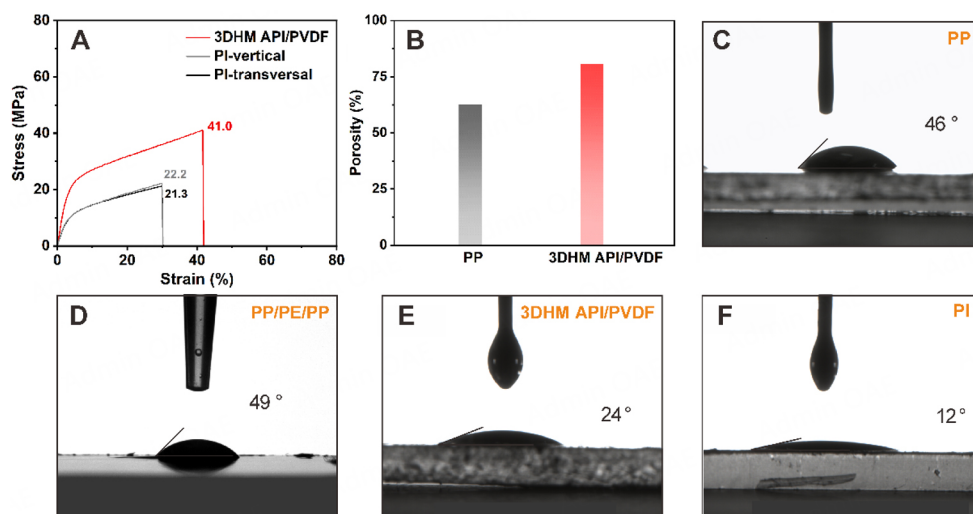 A
3DHM API/PVDF
PI-vertical
PI-transversal
41.0
22.2
21.3
Stress (MPa)
80
60
40
20
0
0 20 40 60 80
Strain (%)
B
Porosity (%)
100
75
50
25
0
PP 3DHM API/PVDF
C
PP
46 °
D
PP/PE/PP
49 °
E
3DHM API/PVDF
24 °
F
PI
12 °